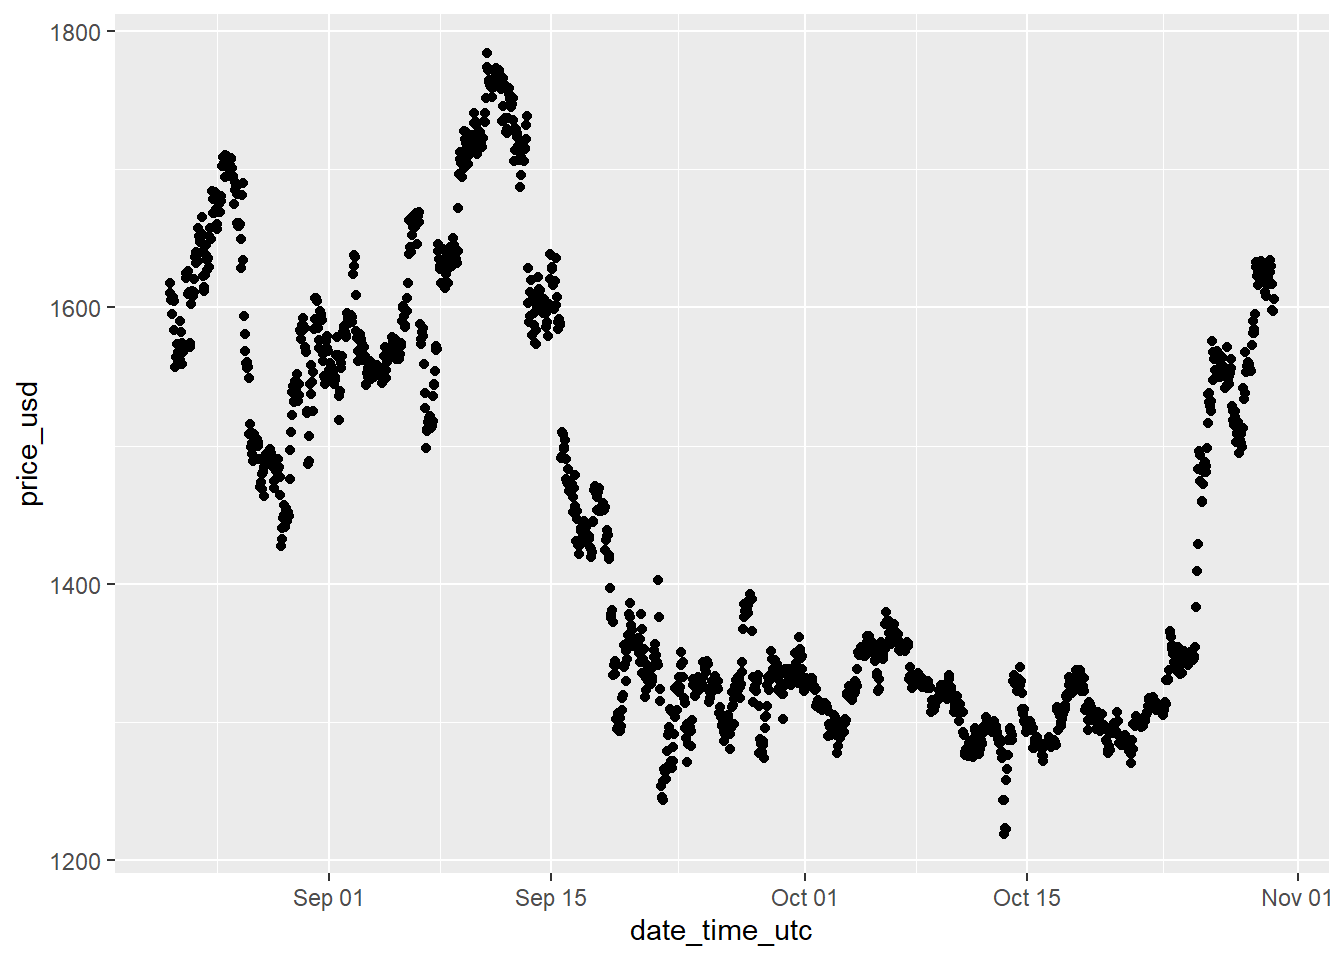 1800
1600
1400
1200
price_usd
Sep 01
Sep 15
Oct 01
Oct 15
Nov 01
date_time_utc